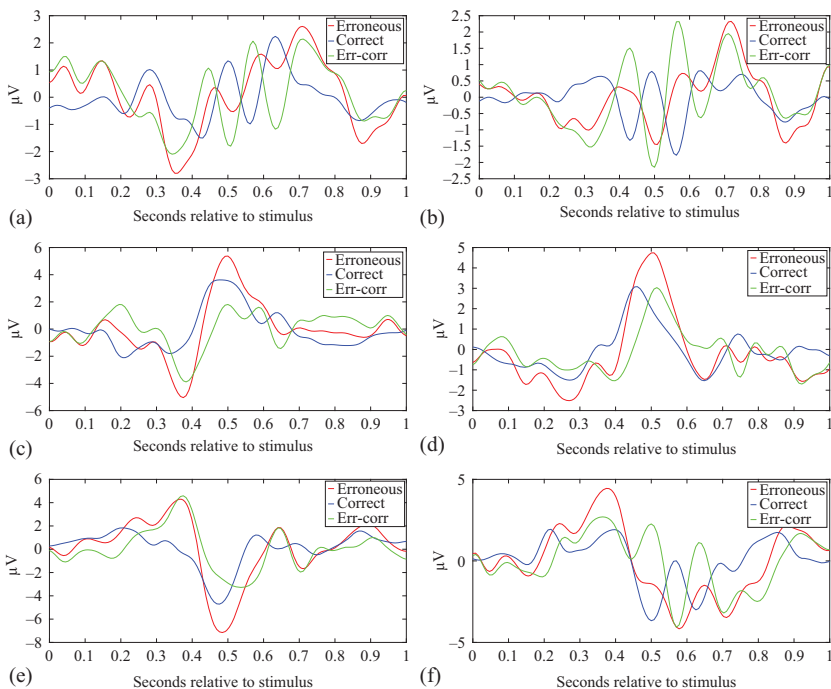 3
2
1
0
−1
−2
3
μV
0 0.1 0.2 0.3 0.4 0.5 0.6 0.7 0.8 0.9 1
Seconds relative to stimulus
Erroneous
Correct
Err-corr
(a)
2.5
2
1.5
1
0.5
0
−0.5
−1
−1.5
−2
2.5
μV
0 0.1 0.2 0.3 0.4 0.5 0.6 0.7 0.8 0.9 1
Seconds relative to stimulus
Erroneous
Correct
Err-corr
(b)
6
4
2
0
−2
−4
−6
μV
0 0.1 0.2 0.3 0.4 0.5 0.6 0.7 0.8 0.9 1
Seconds relative to stimulus
Erroneous
Correct
Err-corr
(c)
5
4
3
2
1
0
−1
−2
−3
μV
0 0.1 0.2 0.3 0.4 0.5 0.6 0.7 0.8 0.9 1
Seconds relative to stimulus
Erroneous
Correct
Err-corr
(d)
6
4
2
0
−2
−4
−6
−8
μV
0 0.1 0.2 0.3 0.4 0.5 0.6 0.7 0.8 0.9 1
Seconds relative to stimulus
Erroneous
Correct
Err-corr
(e)
5
0
−5
μV
0 0.1 0.2 0.3 0.4 0.5 0.6 0.7 0.8 0.9 1
Seconds relative to stimulus
Erroneous
Correct
Err-corr
(f)